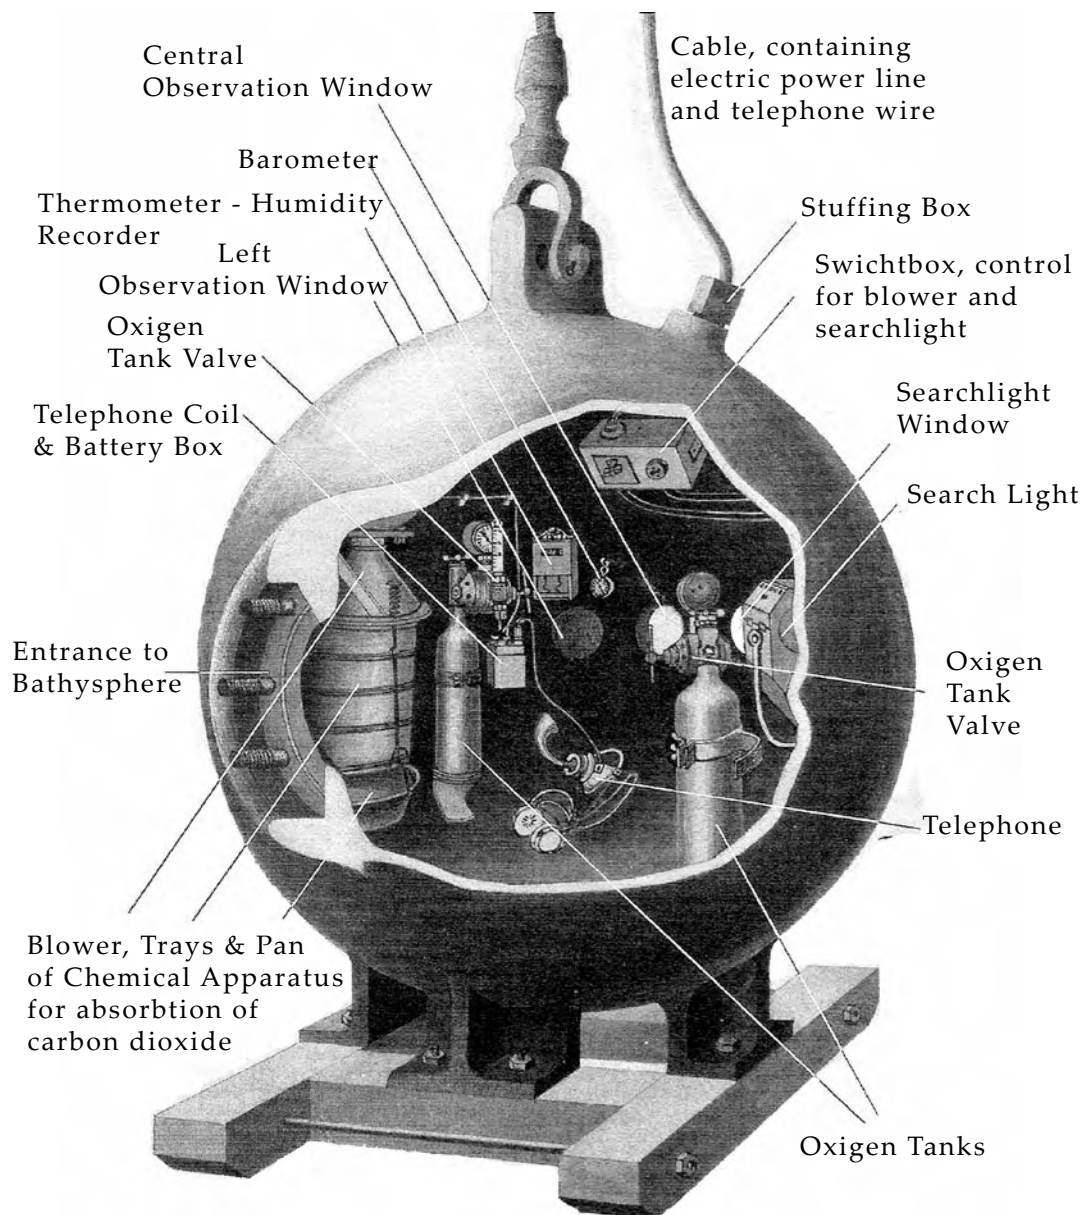 Central
Observation Window
Cable, containing
electric power line
and telephone wire
Barometer
Thermometer - Humidity
Recorder
Stuffing Box
Left
Observation Window
Swichtbox, control
for blower and
searchlight
Oxigen
Tank Valve
Searchlight
Window
Telephone Coil
& Battery Box
Search Light
Entrance to
Bathysphere
Oxigen
Tank
Valve
Telephone
Blower, Trays & Pan
of Chemical Apparatus
for absorbtion of
carbon dioxide
Oxigen Tanks